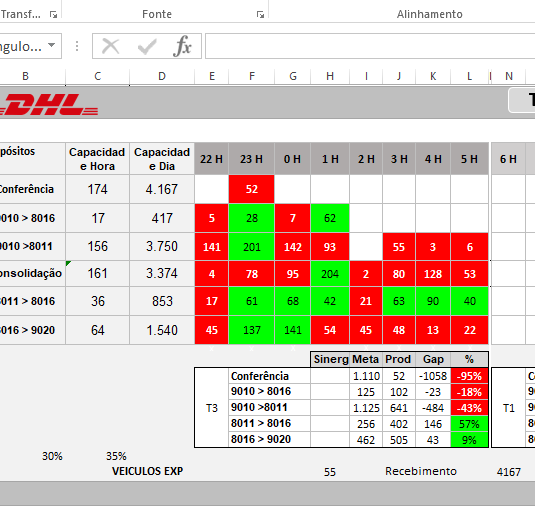 Transf...
Fonte
Alinhamento
ngulo...
B C D E F G H I J K L N
DHL
T
pósitos Capacidad e Hora Capacidad e Dia 22 H 23 H 0 H 1 H 2 H 3 H 4 H 5 H 6 H
Conferência 174 4.167 52
9010 > 8016 17 417 5 28 7 62
9010 >8011 156 3.750 141 201 142 93 55 3 6
onsolidação 161 3.374 4 78 95 204 2 80 128 53
8011 > 8016 36 853 17 61 68 42 21 63 90 40
8016 > 9020 64 1.540 45 137 141 54 45 48 13 22
Sinerg Meta Prod Gap %
Conferência 1.110 52 -1058 -95% C
9010 > 8016 125 102 -23 -18% 9
T3 9010 >8011 1.125 641 -484 -43% T1 9
8011 > 8016 256 402 146 57% 8
8016 > 9020 462 505 43 9% 8
30% 35%
VEICULOS EXP 55 Recebimento 4167